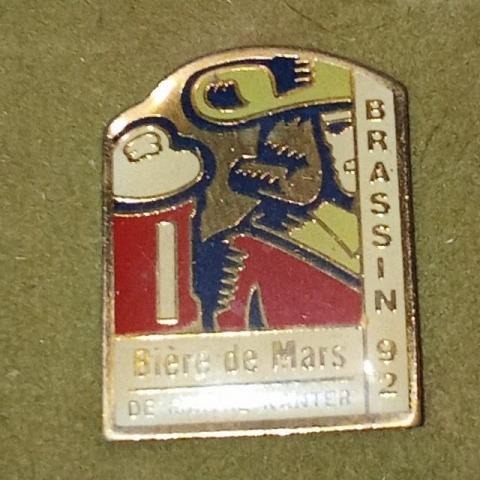 BRASSIN 92
Bière de Mars
DE KANTER